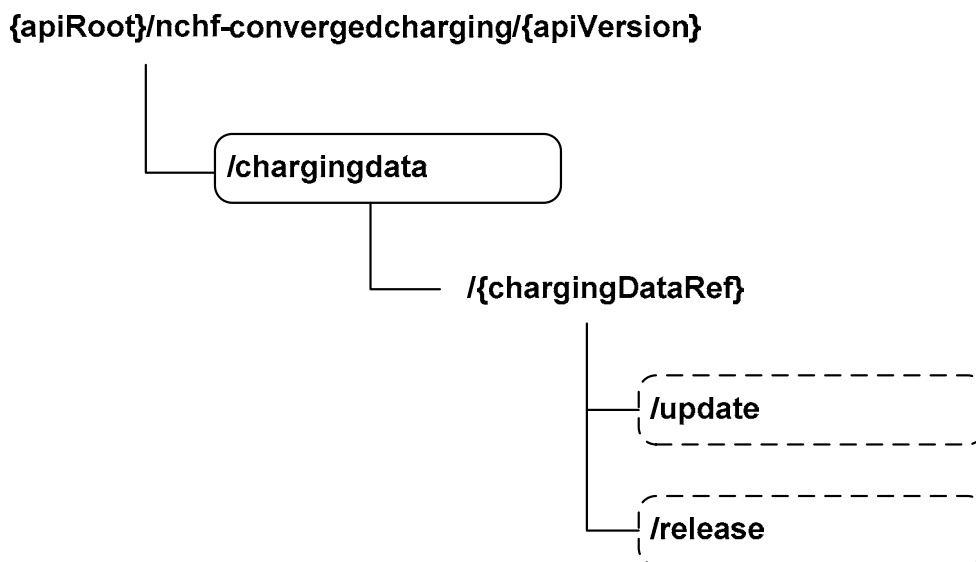 {apiRoot}/nchf-convergedcharging/{apiVersion}
/chargingdata
/{chargingDataRef}
/update
/release